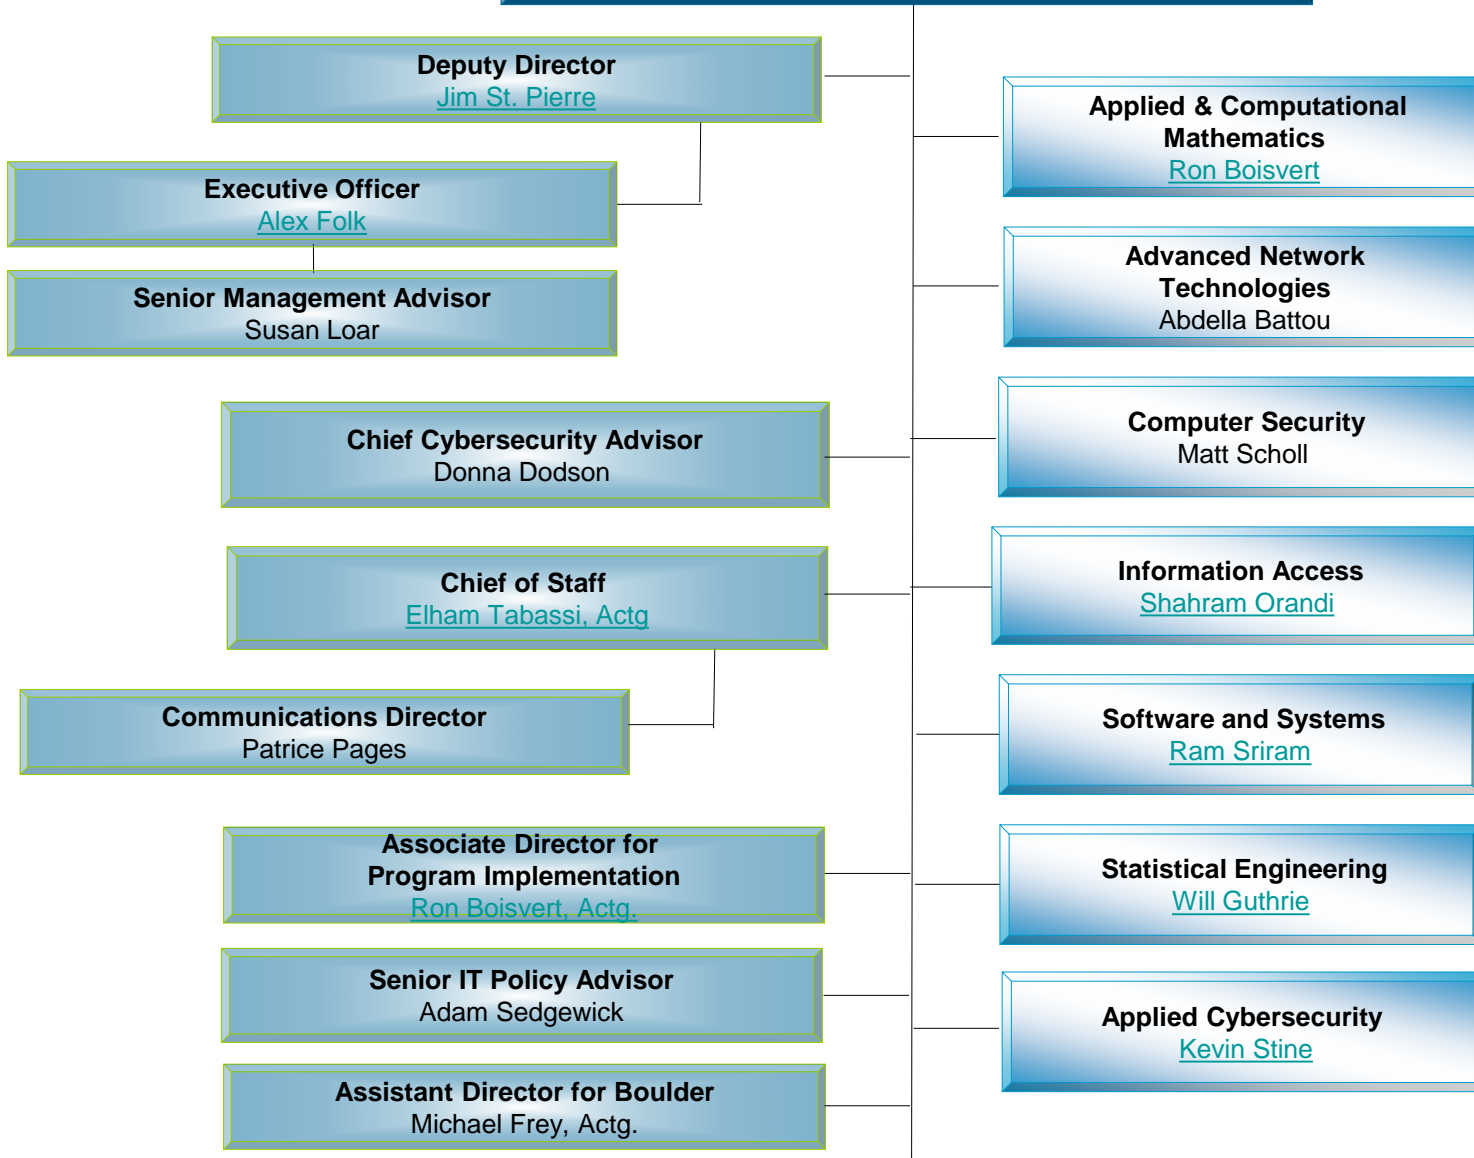 Deputy Director
Jim St. Pierre
Executive Officer
Alex Folk
Senior Management Advisor
Susan Loar
Chief Cybersecurity Advisor
Donna Dodson
Chief of Staff
Elham Tabassi, Actg
Communications Director
Patrice Pages
Associate Director for
Program Implementation
Ron Boisvert, Actg.
Senior IT Policy Advisor
Adam Sedgewick
Assistant Director for Boulder
Michael Frey, Actg.
Applied & Computational
Mathematics
Ron Boisvert
Advanced Network
Technologies
Abdella Battou
Computer Security
Matt Scholl
Information Access
Shahram Orandi
Software and Systems
Ram Sriram
Statistical Engineering
Will Guthrie
Applied Cybersecurity
Kevin Stine